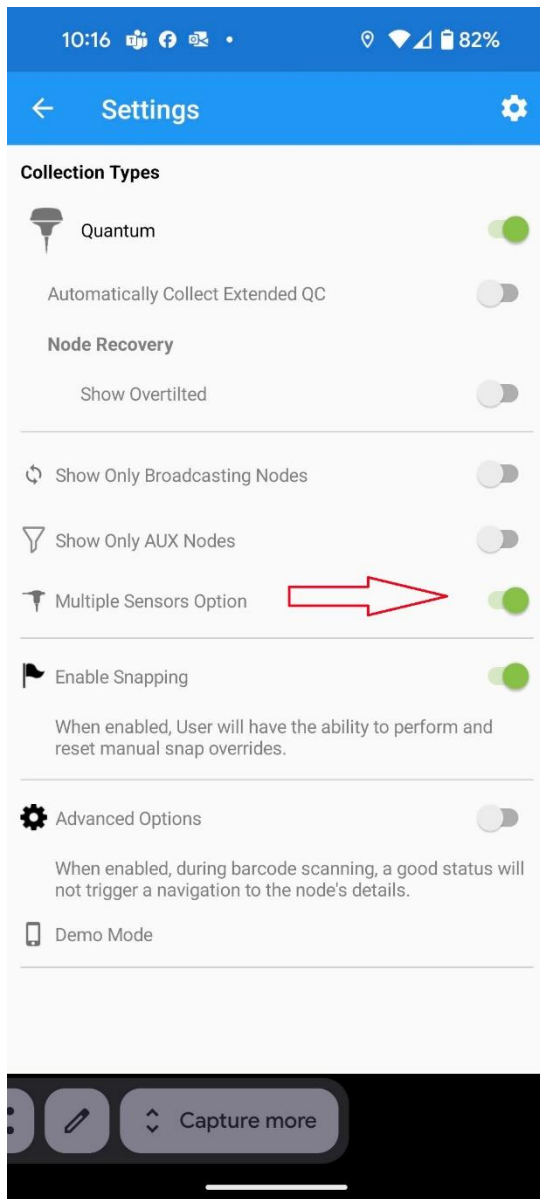 10:16 82%
Settings
Collection Types
Quantum
Automatically Collect Extended QC
Node Recovery
Show Overtilted
Show Only Broadcasting Nodes
Show Only AUX Nodes
Multiple Sensors Option
Enable Snapping
When enabled, User will have the ability to perform and
reset manual snap overrides.
Advanced Options
When enabled, during barcode scanning, a good status will
not trigger a navigation to the node's details.
Demo Mode
Capture more